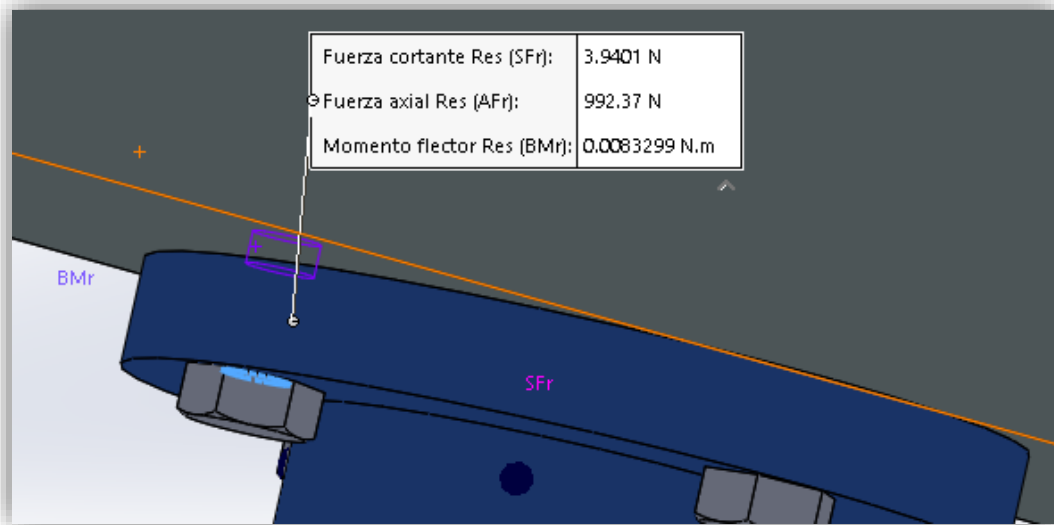 Fuerza cortante Res (SFr): 3.9401 N
Fuerza axial Res (AFr): 992.37 N
Momento flector Res (BMr): 0.0083299 N.m
BMr
SFr